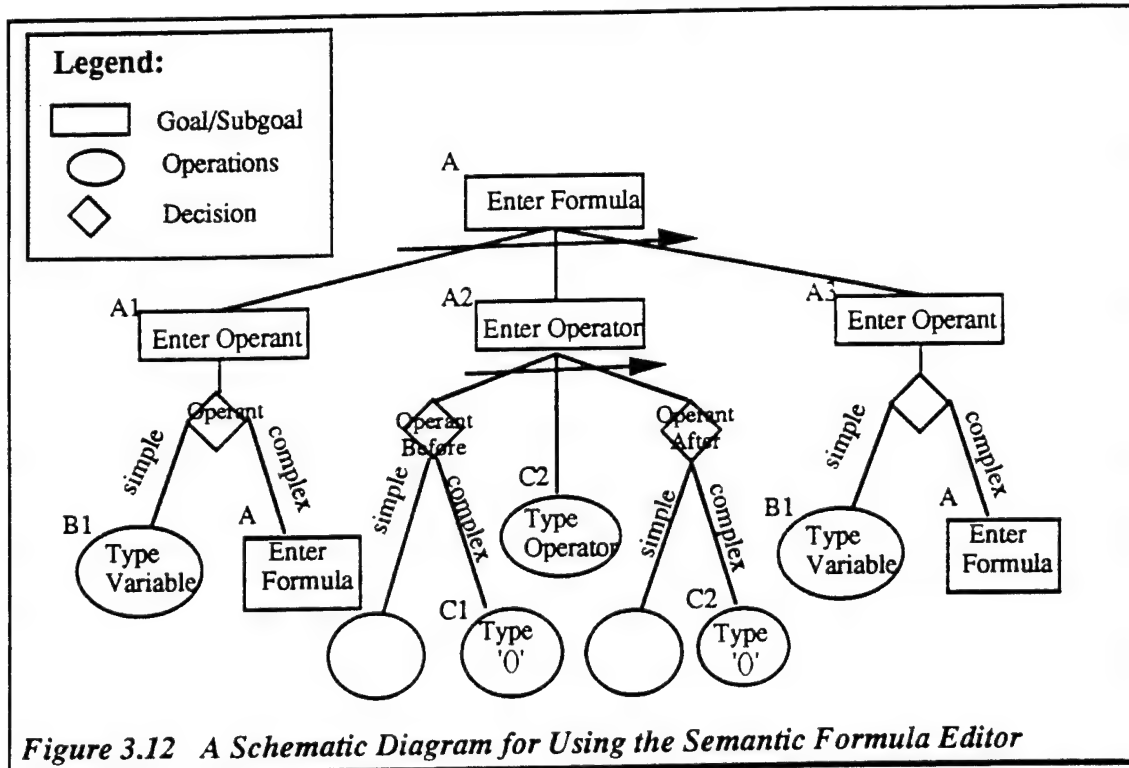 Legend:
Goal/Subgoal
Operations
Decision
A
Enter Formula
A1
Enter Operant
A2
Enter Operator
A3
Enter Operant
Operant
simple
complex
B1
Type
Variable
A
Enter
Formula
Operant
Before
simple
complex
C1
Type
'()'
C2
Type
Operator
Operant
After
simple
complex
C2
Type
'()'
simple
complex
B1
Type
Variable
A
Enter
Formula
Figure 3.12 A Schematic Diagram for Using the Semantic Formula Editor